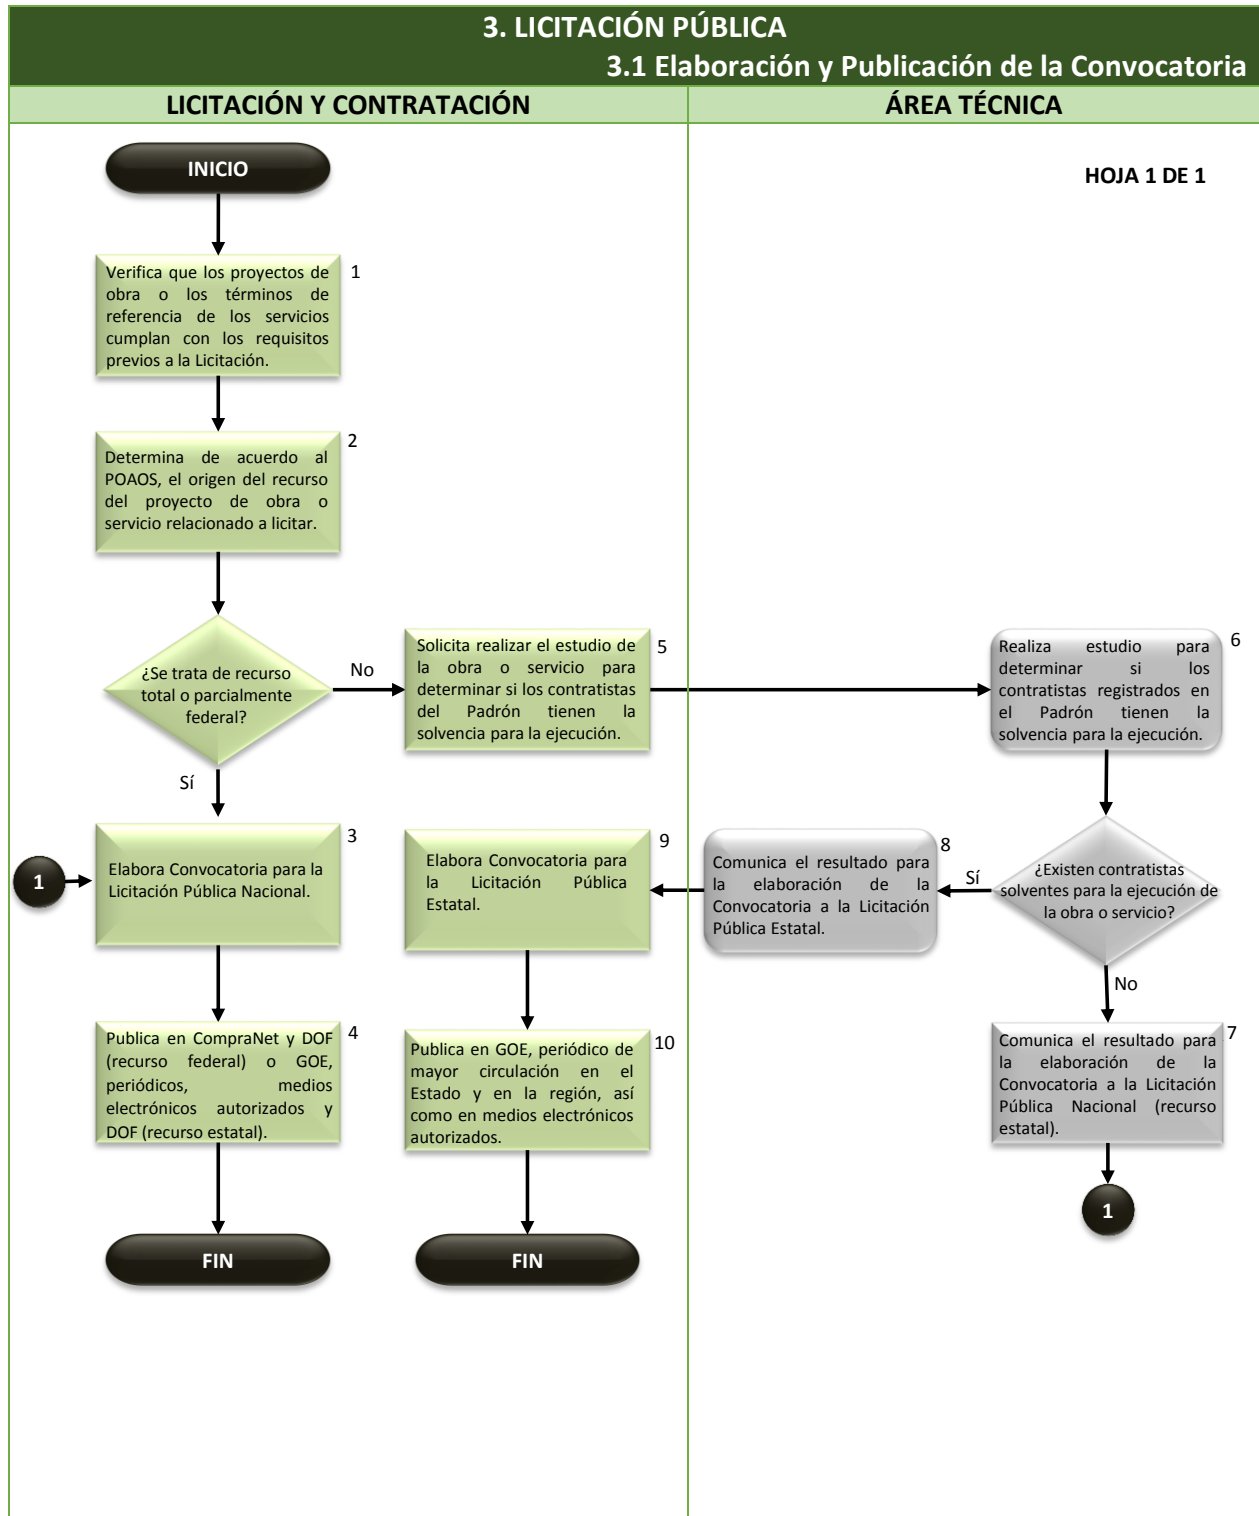 3. LICITACIÓN PÚBLICA
3.1 Elaboración y Publicación de la Convocatoria
LICITACIÓN Y CONTRATACIÓN
ÁREA TÉCNICA
INICIO
HOJA 1 DE 1
1
Verifica que los proyectos de
obra o los términos de
referencia de los servicios
cumplan con los requisitos
previos a la Licitación.
2
Determina de acuerdo al
POAOS, el origen del recurso
del proyecto de obra o
servicio relacionado a licitar.
¿Se trata de recurso
total o parcialmente
federal?
No
Sí
5
Solicita realizar el estudio de
la obra o servicio para
determinar si los contratistas
del Padrón tienen la
solvencia para la ejecución.
6
Realiza estudio para
determinar si los
contratistas registrados en
el Padrón tienen la
solvencia para la ejecución.
1
3
Elabora Convocatoria para la
Licitación Pública Nacional.
9
Elabora Convocatoria para
la Licitación Pública
Estatal.
8
Comunica el resultado para
la elaboración de la
Convocatoria a la Licitación
Pública Estatal.
Sí
¿Existen contratistas
solventes para la ejecución de
la obra o servicio?
No
4
Publica en CompraNet y DOF
(recurso federal) o GOE,
periódicos, medios
electrónicos autorizados y
DOF (recurso estatal).
10
Publica en GOE, periódico de
mayor circulación en el
Estado y en la región, así
como en medios electrónicos
autorizados.
7
Comunica el resultado para
la elaboración de la
Convocatoria a la Licitación
Pública Nacional (recurso
estatal).
1
FIN
FIN